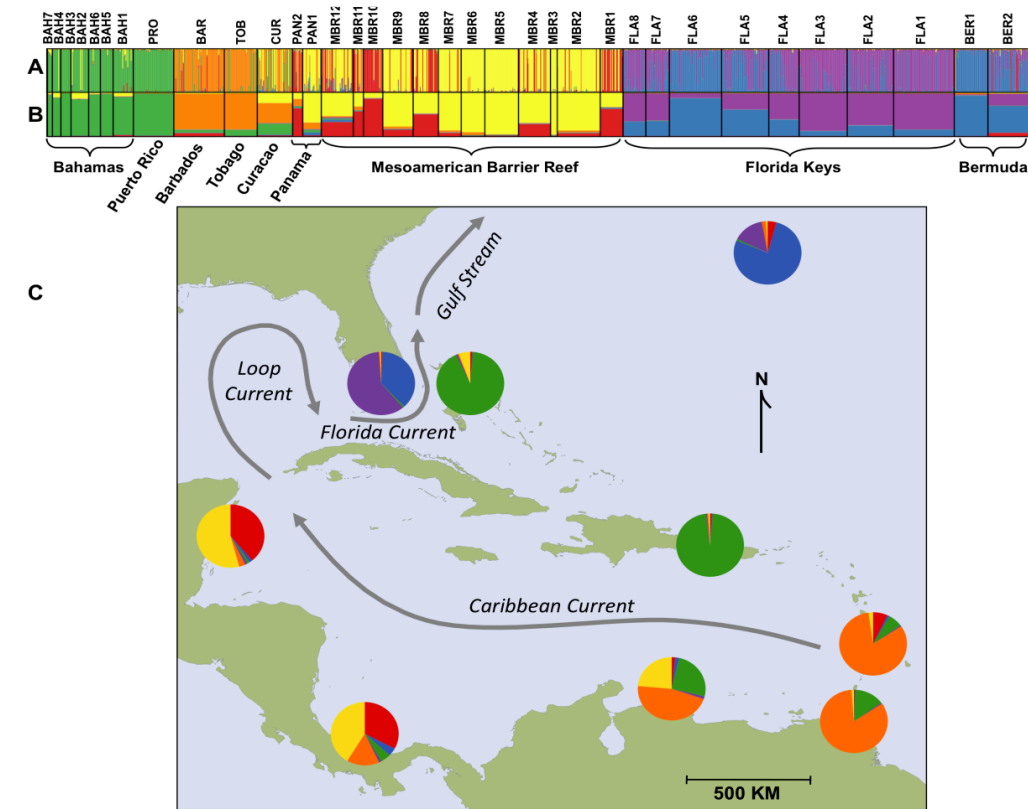 BAH7 BAH4 BAH3 BAH2 BAH6 BAH5 BAH1 PRO BAR TOB CUR PAN2 PAN1 MBR12 MBR11 MBR10 MBR9 MBR8 MBR7 MBR6 MBR5 MBR4 MBR3 MBR2 MBR1 FLA8 FLA7 FLA6 FLA5 FLA4 FLA3 FLA2 FLA1 BER1 BER2
A
B
Bahamas Puerto Rico Barbados Tobago Curacao Panama Mesoamerican Barrier Reef Florida Keys Bermuda
C
Gulf Stream
Loop
Current
N
Florida Current
Caribbean Current
500 KM